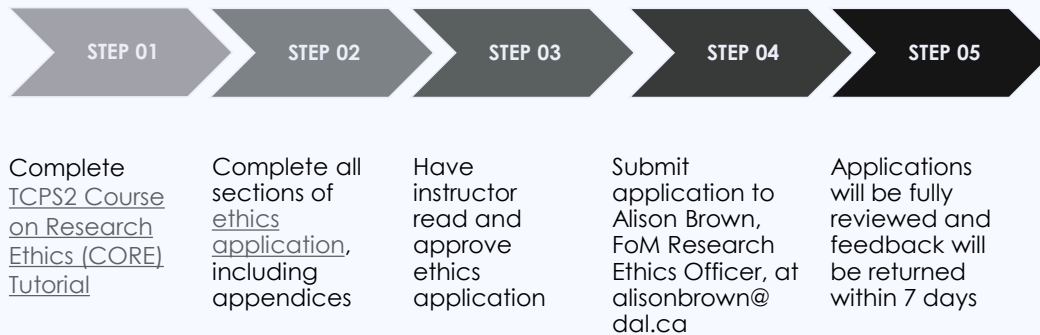 STEP 01
STEP 02
STEP 03
STEP 04
STEP 05
Complete
TCPS2 Course
on Research
Ethics (CORE)
Tutorial
Complete all
sections of
ethics
application,
including
appendices
Have
instructor
read and
approve
ethics
application
Submit
application to
Alison Brown,
FoM Research
Ethics Officer, at
alisonbrown@
dal.ca
Applications
will be fully
reviewed and
feedback will
be returned
within 7 days